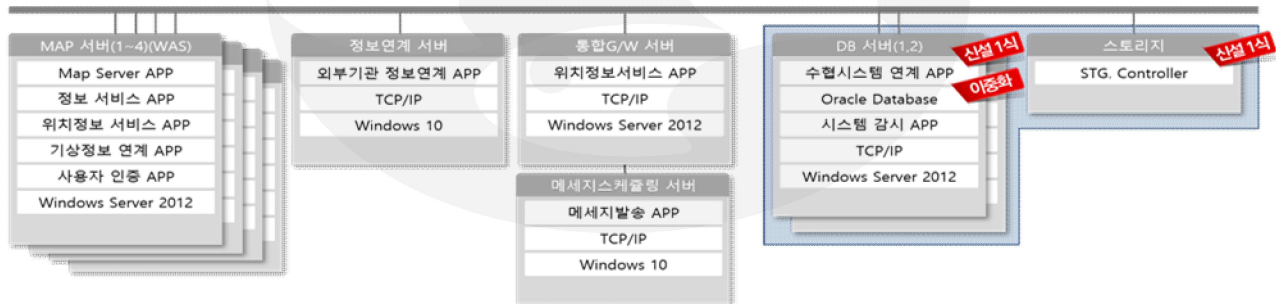 MAP 서버(1~4)(WAS)
Map Server APP
정보 서비스 APP
위치정보 서비스 APP
기상정보 연계 APP
사용자 인증 APP
Windows Server 2012
정보연계 서버
외부기관 정보연계 APP
TCP/IP
Windows 10
통합G/W 서버
위치정보서비스 APP
TCP/IP
Windows Server 2012
메세지스케쥴링 서버
메세지발송 APP
TCP/IP
Windows 10
DB 서버(1,2)
신설 1식
수협시스템 연계 APP
이중화
Oracle Database
시스템 감시 APP
TCP/IP
Windows Server 2012
스토리지
신설 1식
STG. Controller